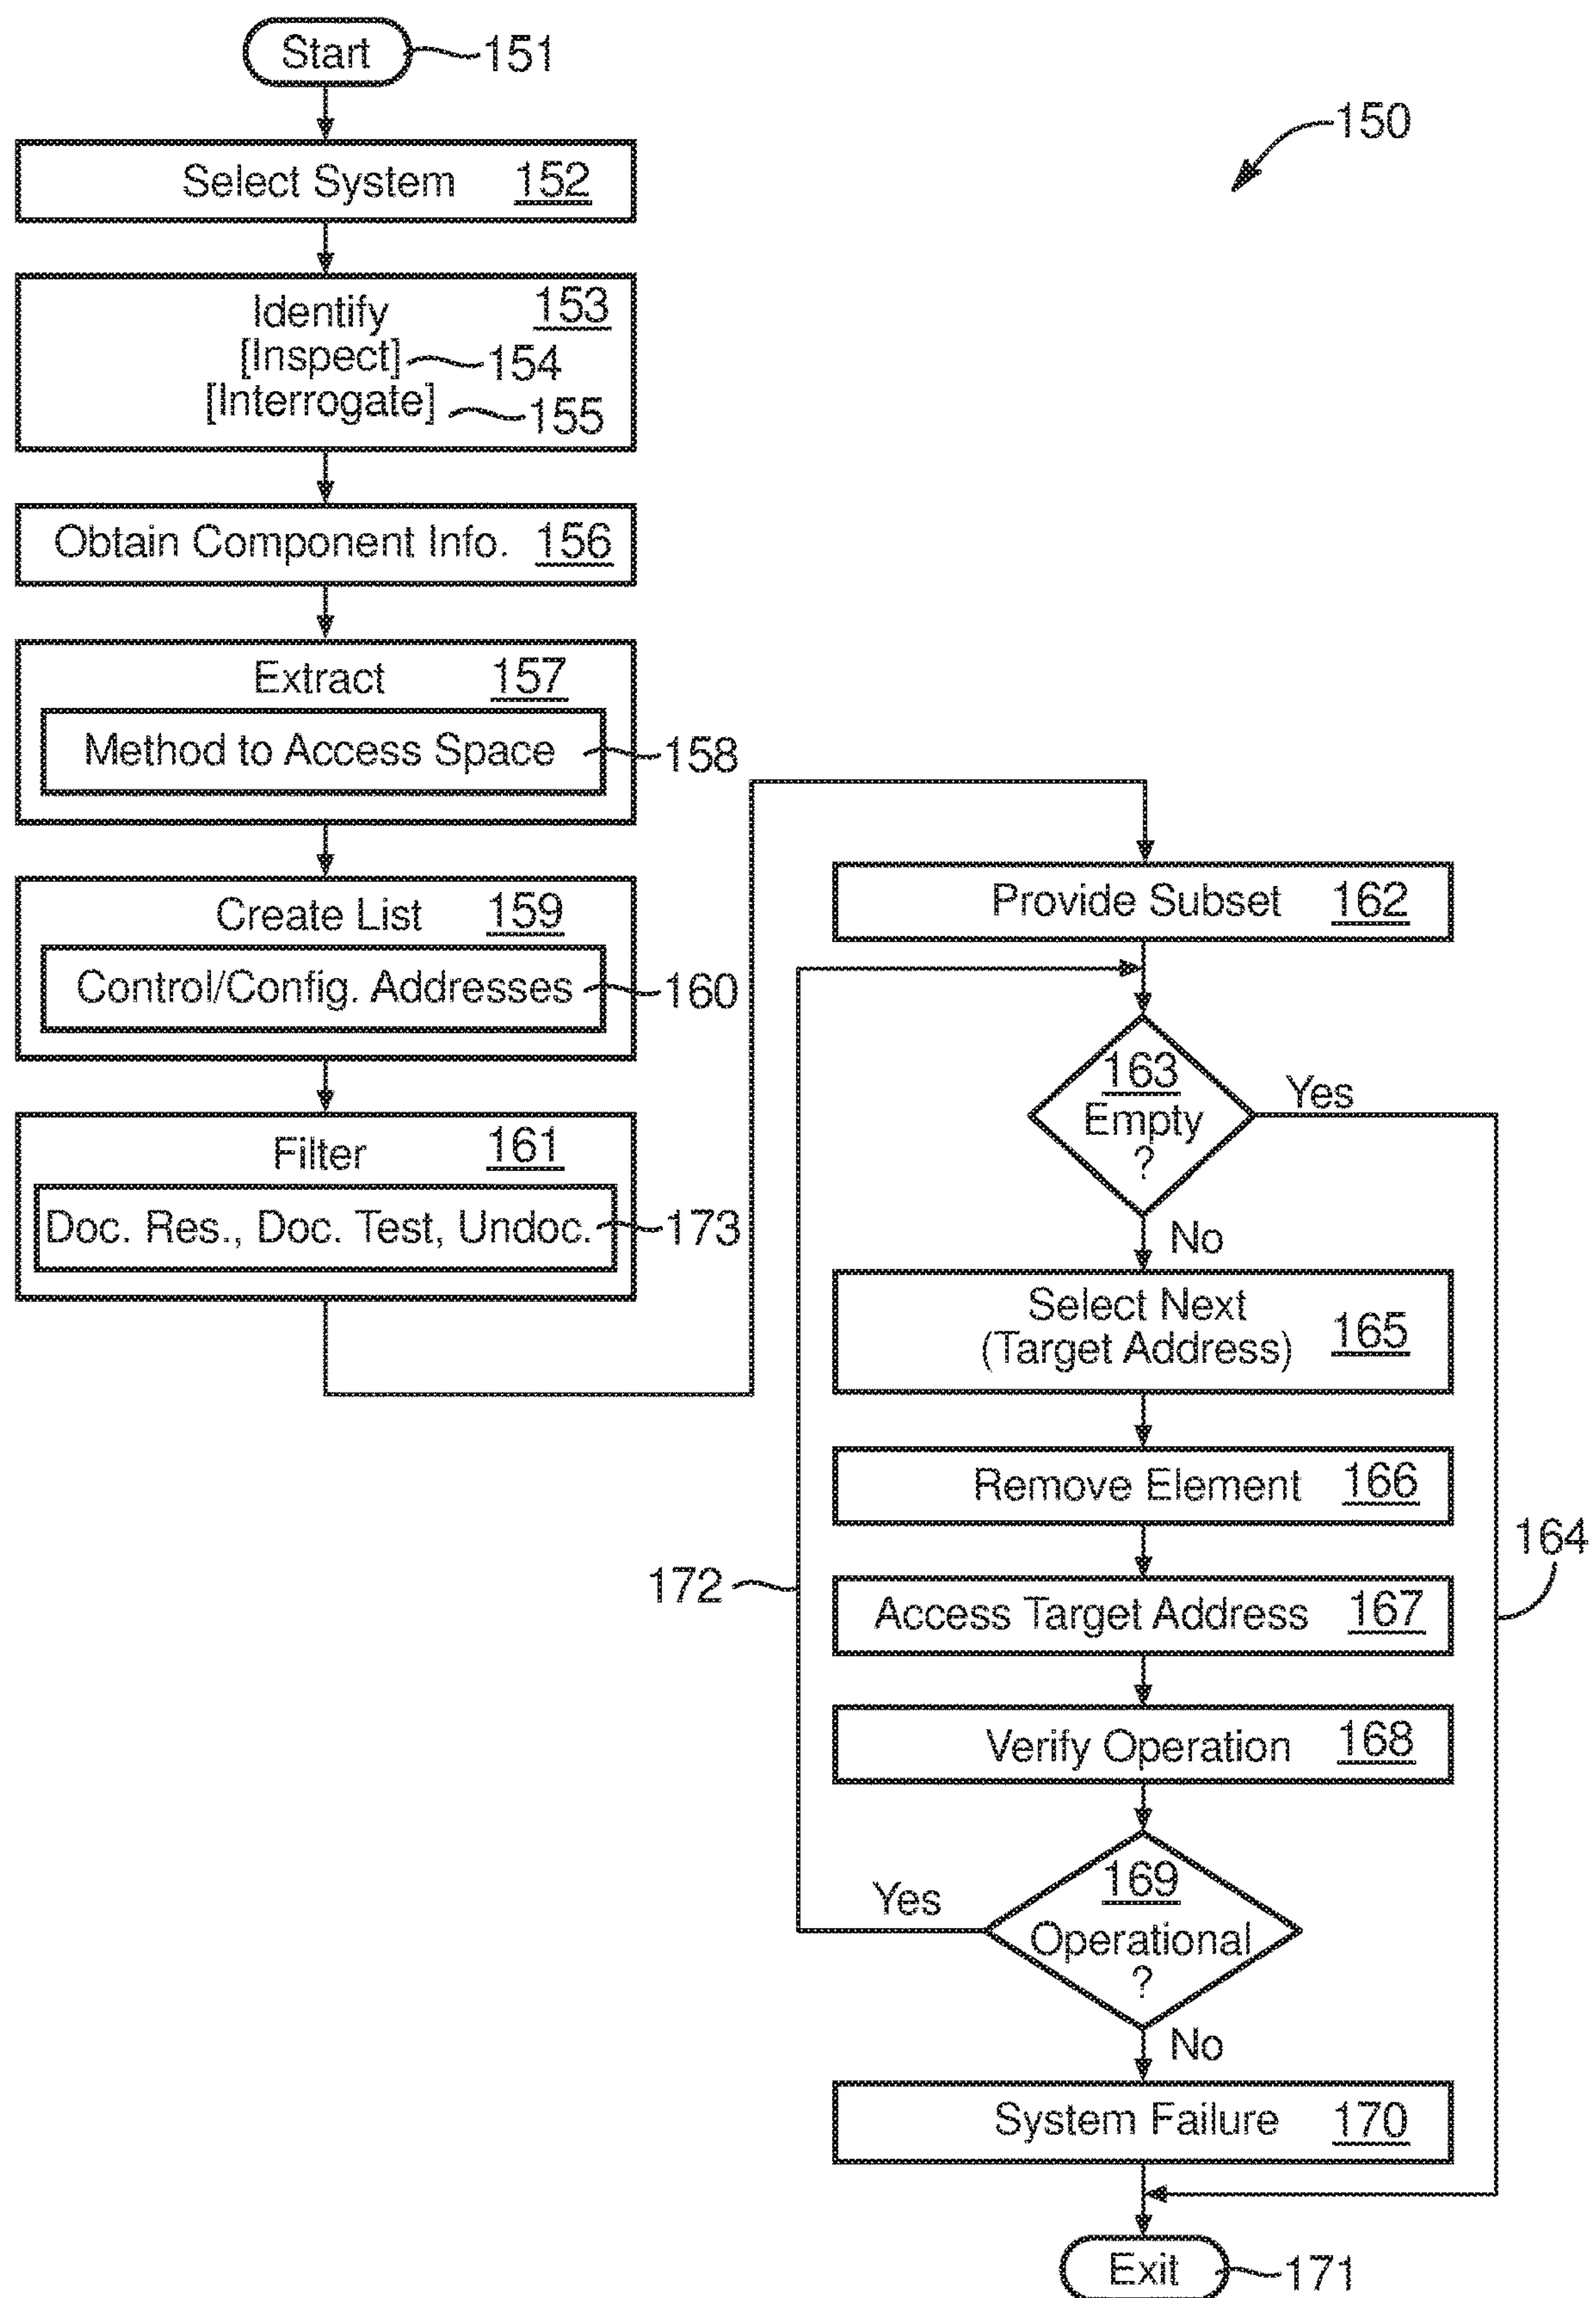 Start 151
150
Select System 152
Identify 153
[Inspect] 154
[Interrogate] 155
Obtain Component Info. 156
Extract 157
Method to Access Space 158
Create List 159
Control/Config. Addresses 160
Filter 161
Doc. Res., Doc. Test, Undoc. 173
Provide Subset 162
163
Empty
?
Yes
No
Select Next
(Target Address) 165
Remove Element 166
164
172
Access Target Address 167
Verify Operation 168
169
Operational
?
Yes
No
System Failure 170
Exit 171